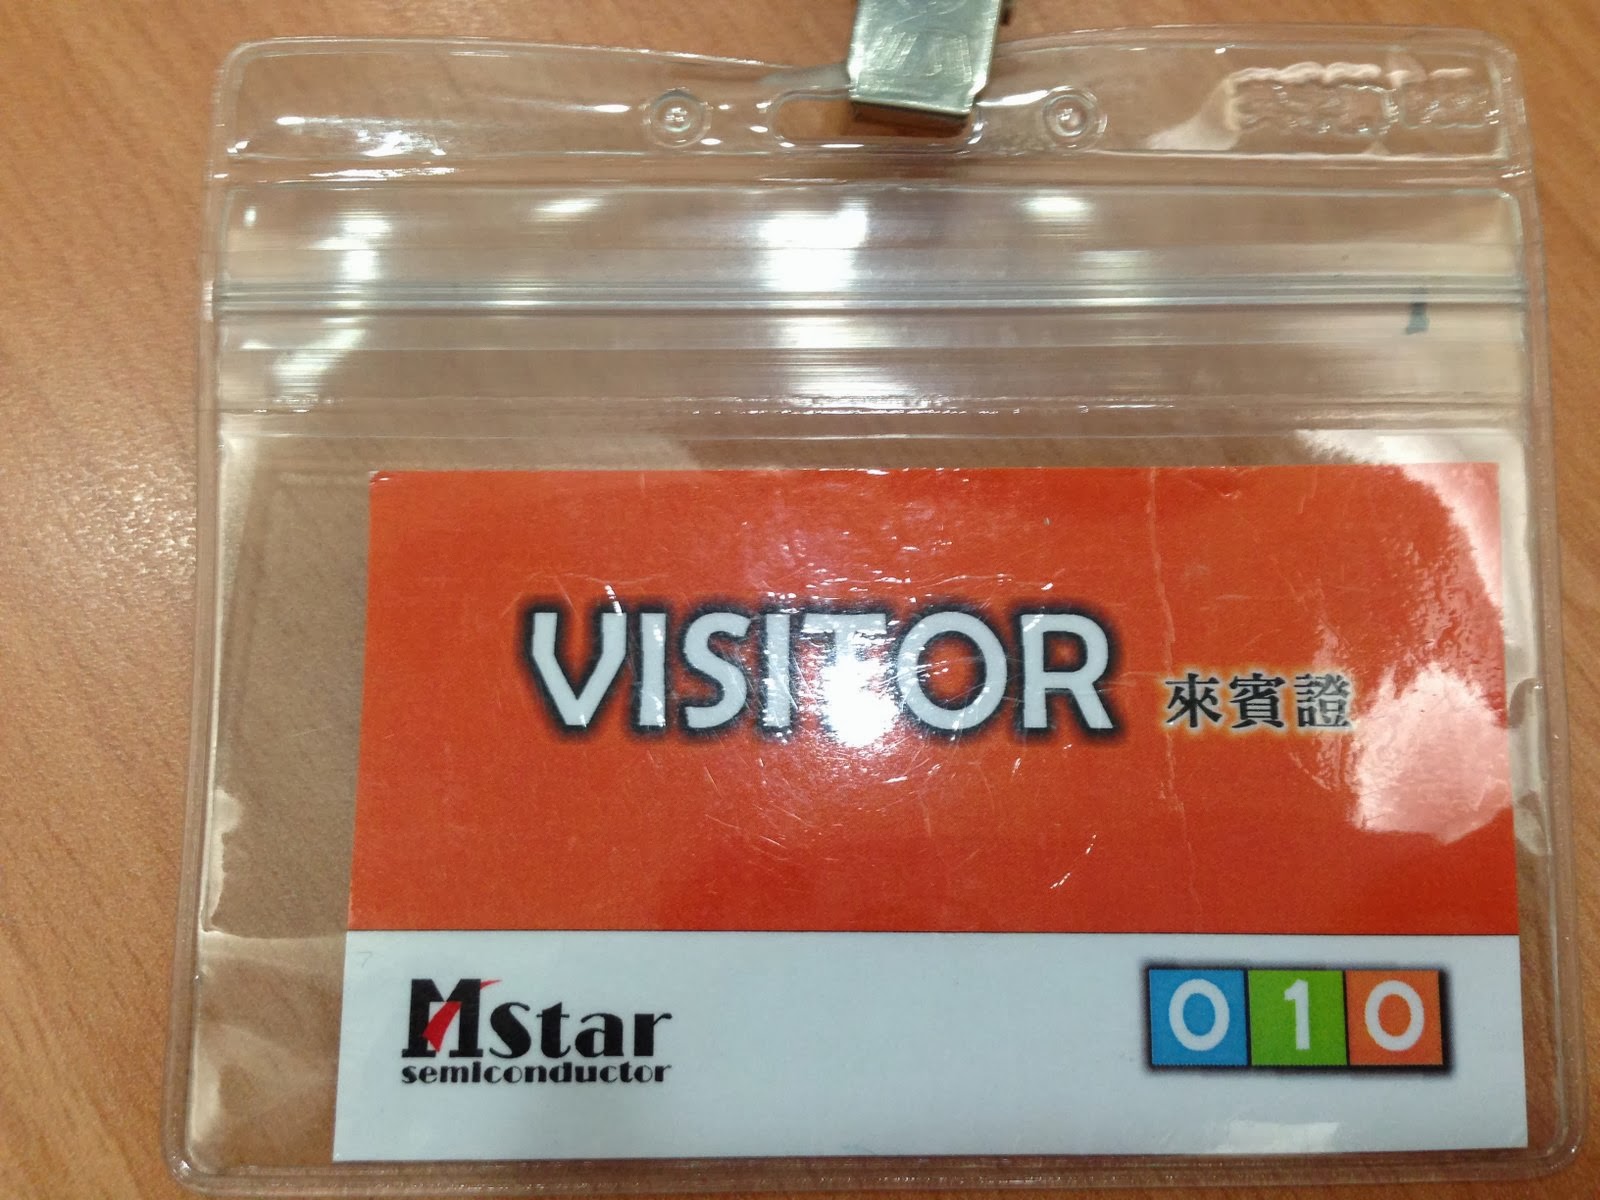 VISITOR 來賓證
MStar
semiconductor
010